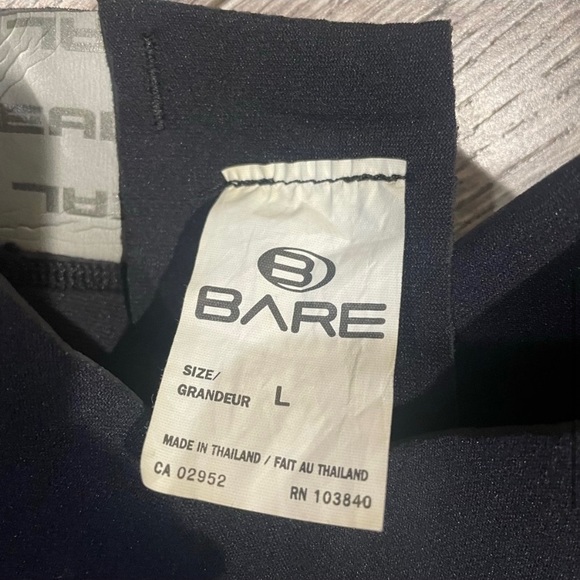 B
BARE
SIZE/
GRANDEUR L
MADE IN THAILAND / FAIT AU THAILAND
CA 02952 RN 103840